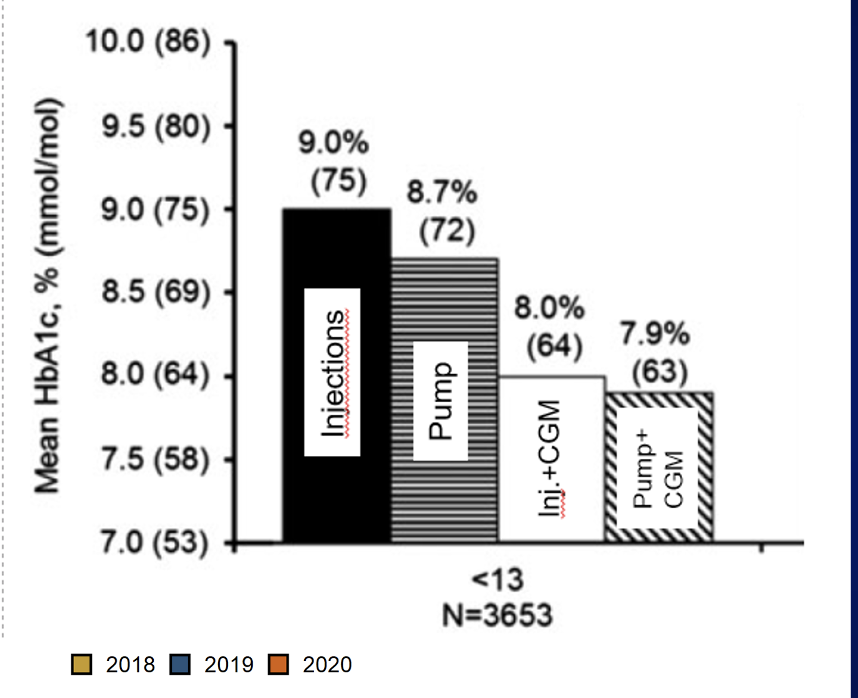 Mean HbA1c, % (mmol/mol)
10.0 (86)
9.5 (80)
9.0 (75)
8.5 (69)
8.0 (64)
7.5 (58)
7.0 (53)
9.0%
(75)
8.7%
(72)
8.0%
(64)
7.9%
(63)
Injections
Pump
Inj.+CGM
Pump+
CGM
<13
N=3653
2018 2019 2020